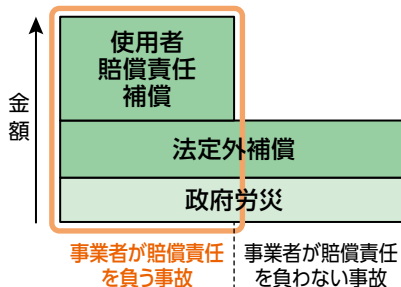 使用者
賠償責任
補償
金額
法定外補償
政府労災
事業者が賠償責任
を負う事故
事業者が賠償責任
を負わない事故